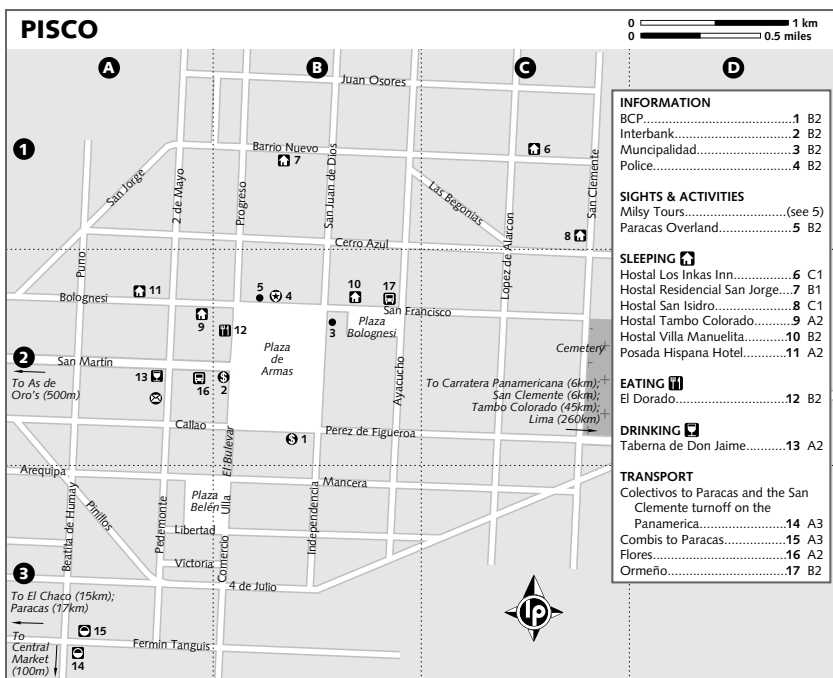 PISCO
0 1 km
0 0.5 miles
A
B
C
D
1
2
3
Juan Osores
Barrio Nuevo
6
7
San Jorge
2 de Mayo
Progreso
San Juan de Dios
Las Begonias
Lopez de Alarcon
San Clemente
8
Cerro Azul
Puno
Bolognesi
11
5
4
10
17
San Francisco
9
12
3
Plaza
Bolognesi
Plaza
de
Armas
Cemetery
San Martin
To As de
Oro's (500m)
13
16
2
Ayacucho
To Carratera Panamericana (6km);
San Clemente (6km);
Tambo Colorado (45km);
Lima (260km)
Callao
El Bulevar
1
Perez de Figueroa
Arequipa
Mancera
Beatita de Humay
Pinillos
Pedemonte
Plaza
Belén
Ulla
Comercio
Independencia
Libertad
Victoria
4 de Julio
To El Chaco (15km);
Paracas (17km)
15
To
Central
Market
(100m)
14
Fermin Tanguis
lp
INFORMATION
BCP 1 B2
Interbank 2 B2
Muncipalidad 3 B2
Police 4 B2
SIGHTS & ACTIVITIES
Milsy Tours (see 5)
Paracas Overland 5 B2
SLEEPING
Hostal Los Inkas Inn 6 C1
Hostal Residencial San Jorge 7 B1
Hostal San Isidro 8 C1
Hostal Tambo Colorado 9 A2
Hostal Villa Manuelita 10 B2
Posada Hispana Hotel 11 A2
EATING
El Dorado 12 B2
DRINKING
Taberna de Don Jaime 13 A2
TRANSPORT
Colectivos to Paracas and the San
Clemente turnoff on the
Panamerica 14 A3
Combis to Paracas 15 A3
Flores 16 A2
Ormeño 17 B2